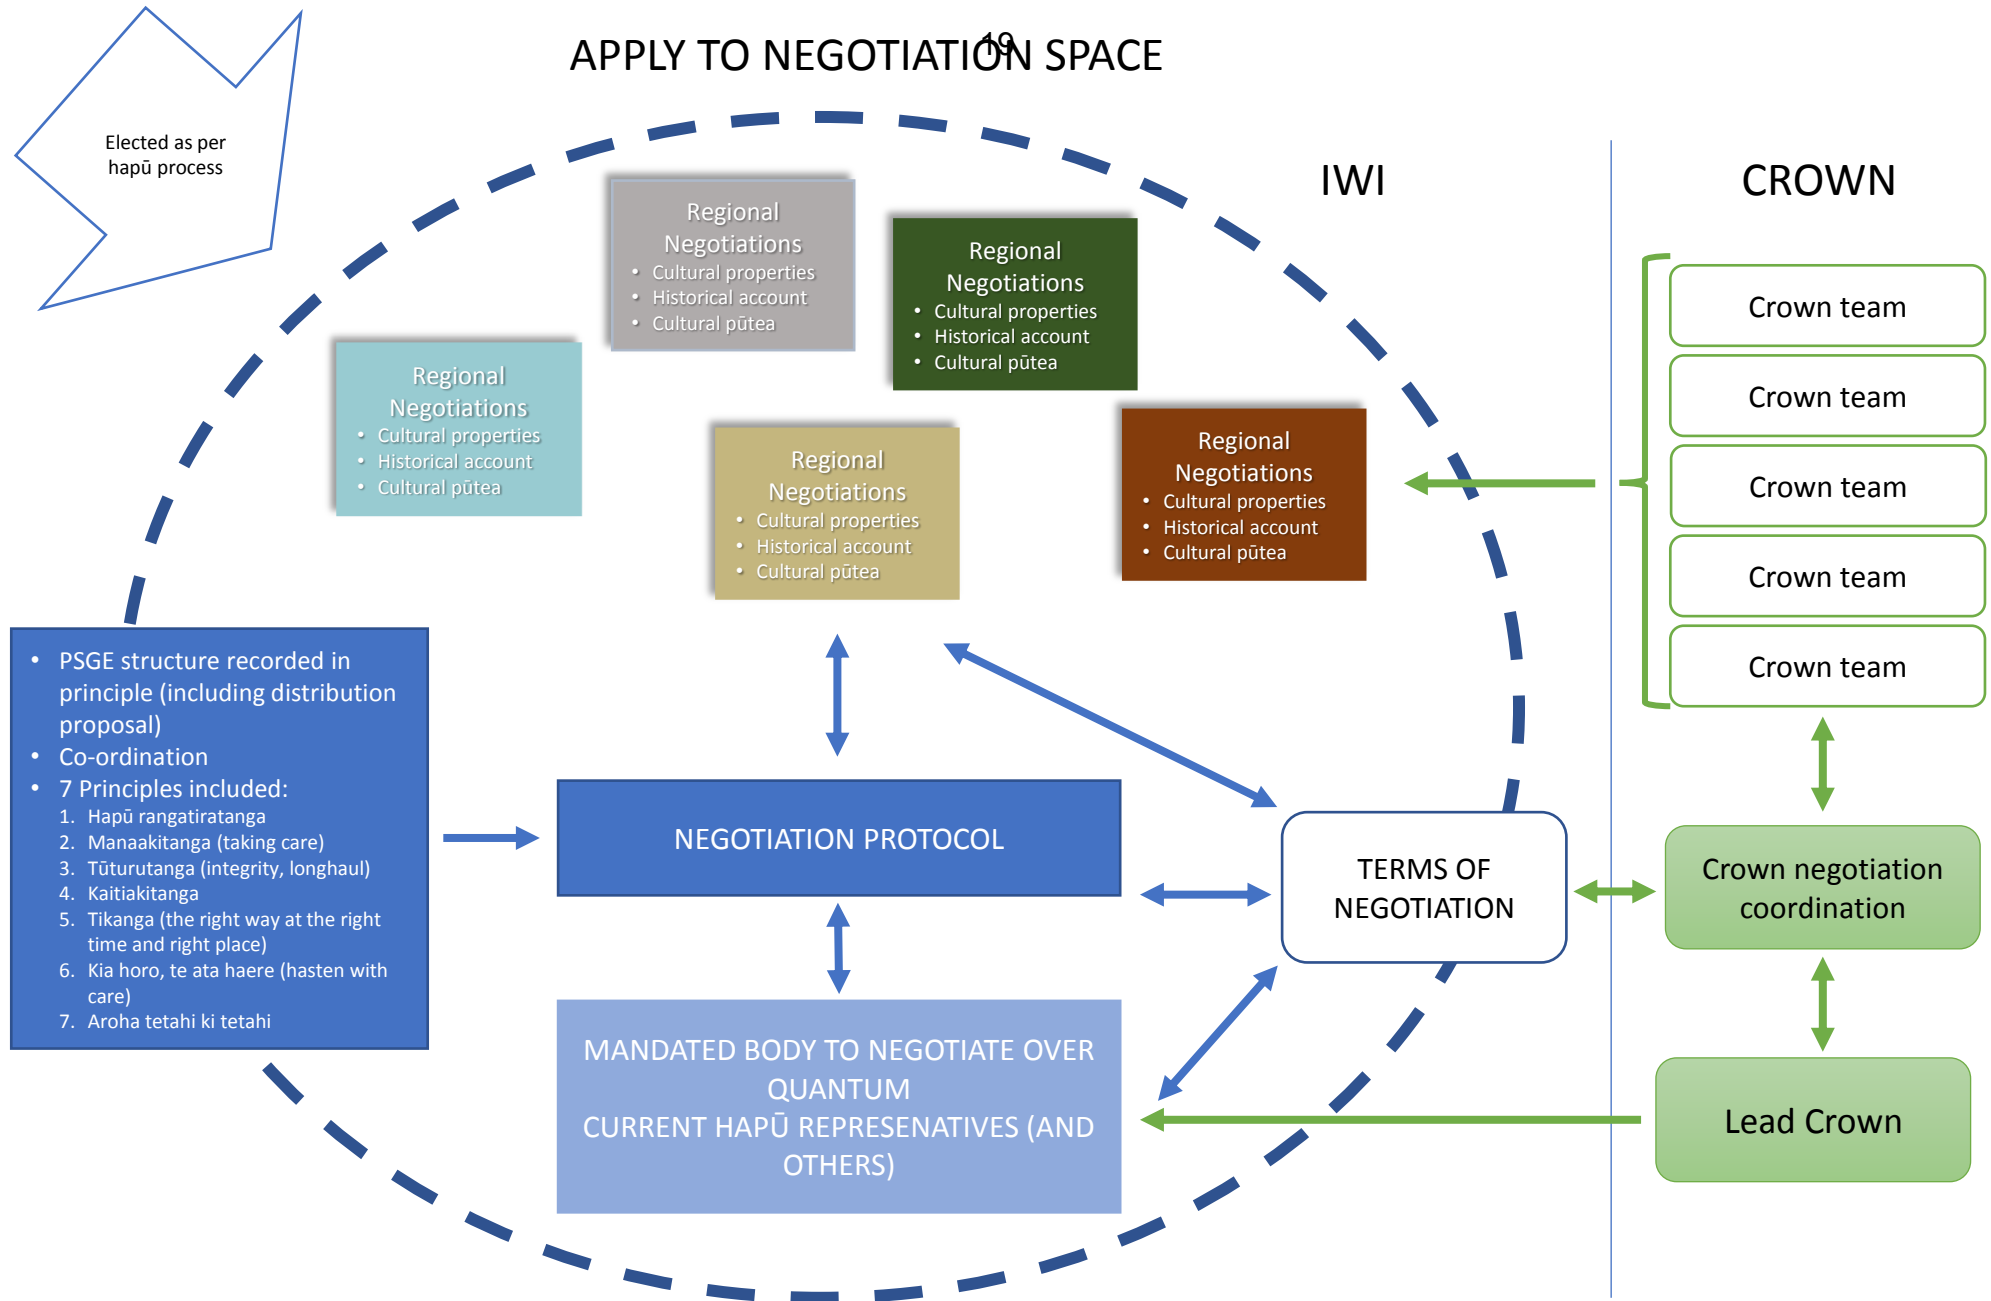 APPLY TO NEGOTIATION SPACE
19
Elected as per
hapū process
IWI
CROWN
Regional
Negotiations
• Cultural properties
• Historical account
• Cultural pūtea
Regional
Negotiations
• Cultural properties
• Historical account
• Cultural pūtea
Regional
Negotiations
• Cultural properties
• Historical account
• Cultural pūtea
Regional
Negotiations
• Cultural properties
• Historical account
• Cultural pūtea
Regional
Negotiations
• Cultural properties
• Historical account
• Cultural pūtea
Crown team
Crown team
Crown team
Crown team
Crown team
• PSGE structure recorded in
principle (including distribution
proposal)
• Co-ordination
• 7 Principles included:
1. Hapū rangatiratanga
2. Manaakitanga (taking care)
3. Tūturutanga (integrity, longhaul)
4. Kaitiakitanga
5. Tikanga (the right way at the right
time and right place)
6. Kia horo, te ata haere (hasten with
care)
7. Aroha tetahi ki tetahi
NEGOTIATION PROTOCOL
TERMS OF
NEGOTIATION
Crown negotiation
coordination
MANDATED BODY TO NEGOTIATE OVER
QUANTUM
CURRENT HAPŪ REPRESENATIVES (AND
OTHERS)
Lead Crown